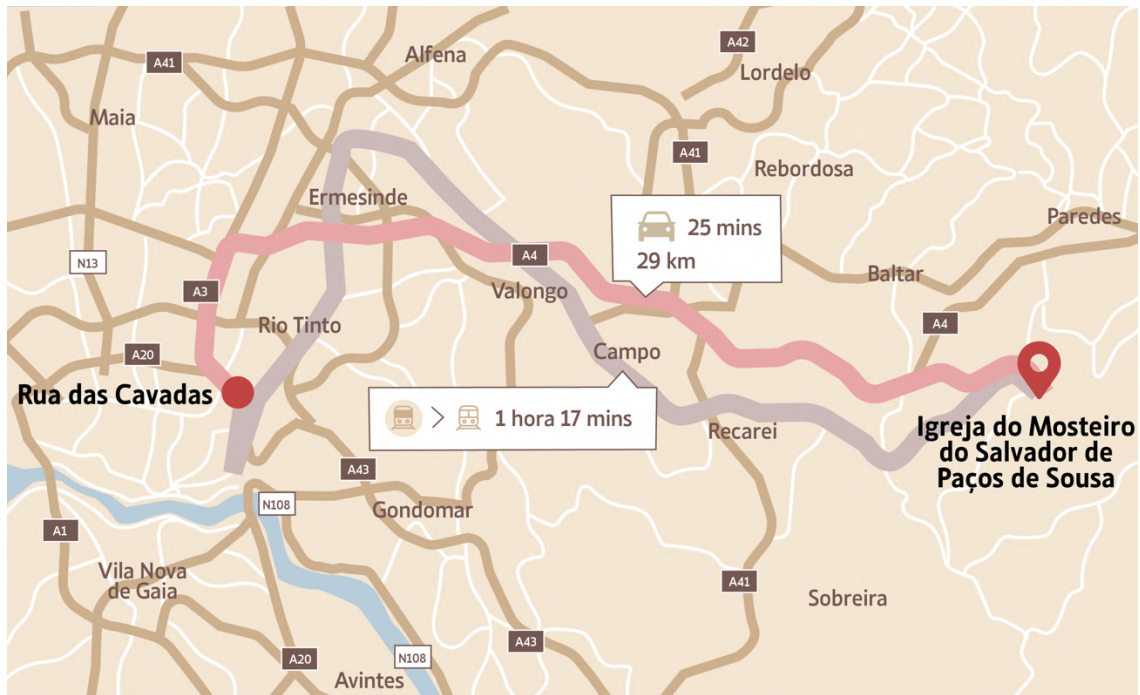 A42
Alfena
A41
Lordelo
Maia
A41
Rebordosa
Ermesinde
Paredes
25 mins
29 km
N13
A4
Baltar
A3
Valongo
Rio Tinto
A4
A20
Campo
Rua das Cavadas
> 1 hora 17 mins
Recarei
Igreja do Mosteiro
do Salvador de
Paços de Sousa
A43
N108
Gondomar
A1
Vila Nova
de Gaia
A41
Sobreira
A43
A20
N108
Avintes